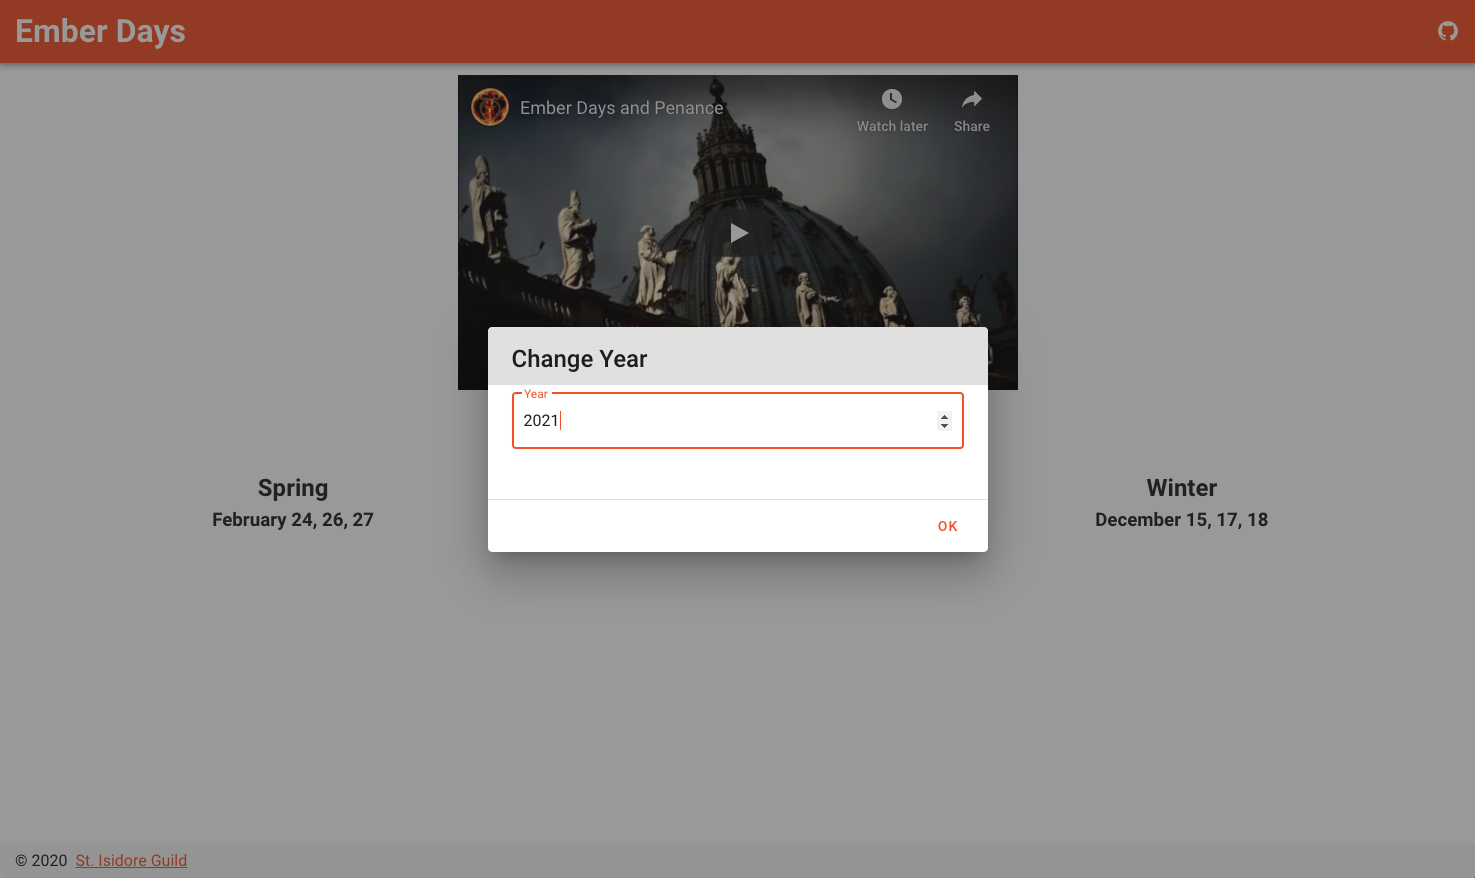 Ember Days
Ember Days and Penance
Watch later
Share
Change Year
Year
2021
OK
Spring
February 24, 26, 27
Winter
December 15, 17, 18
© 2020 St. Isidore Guild